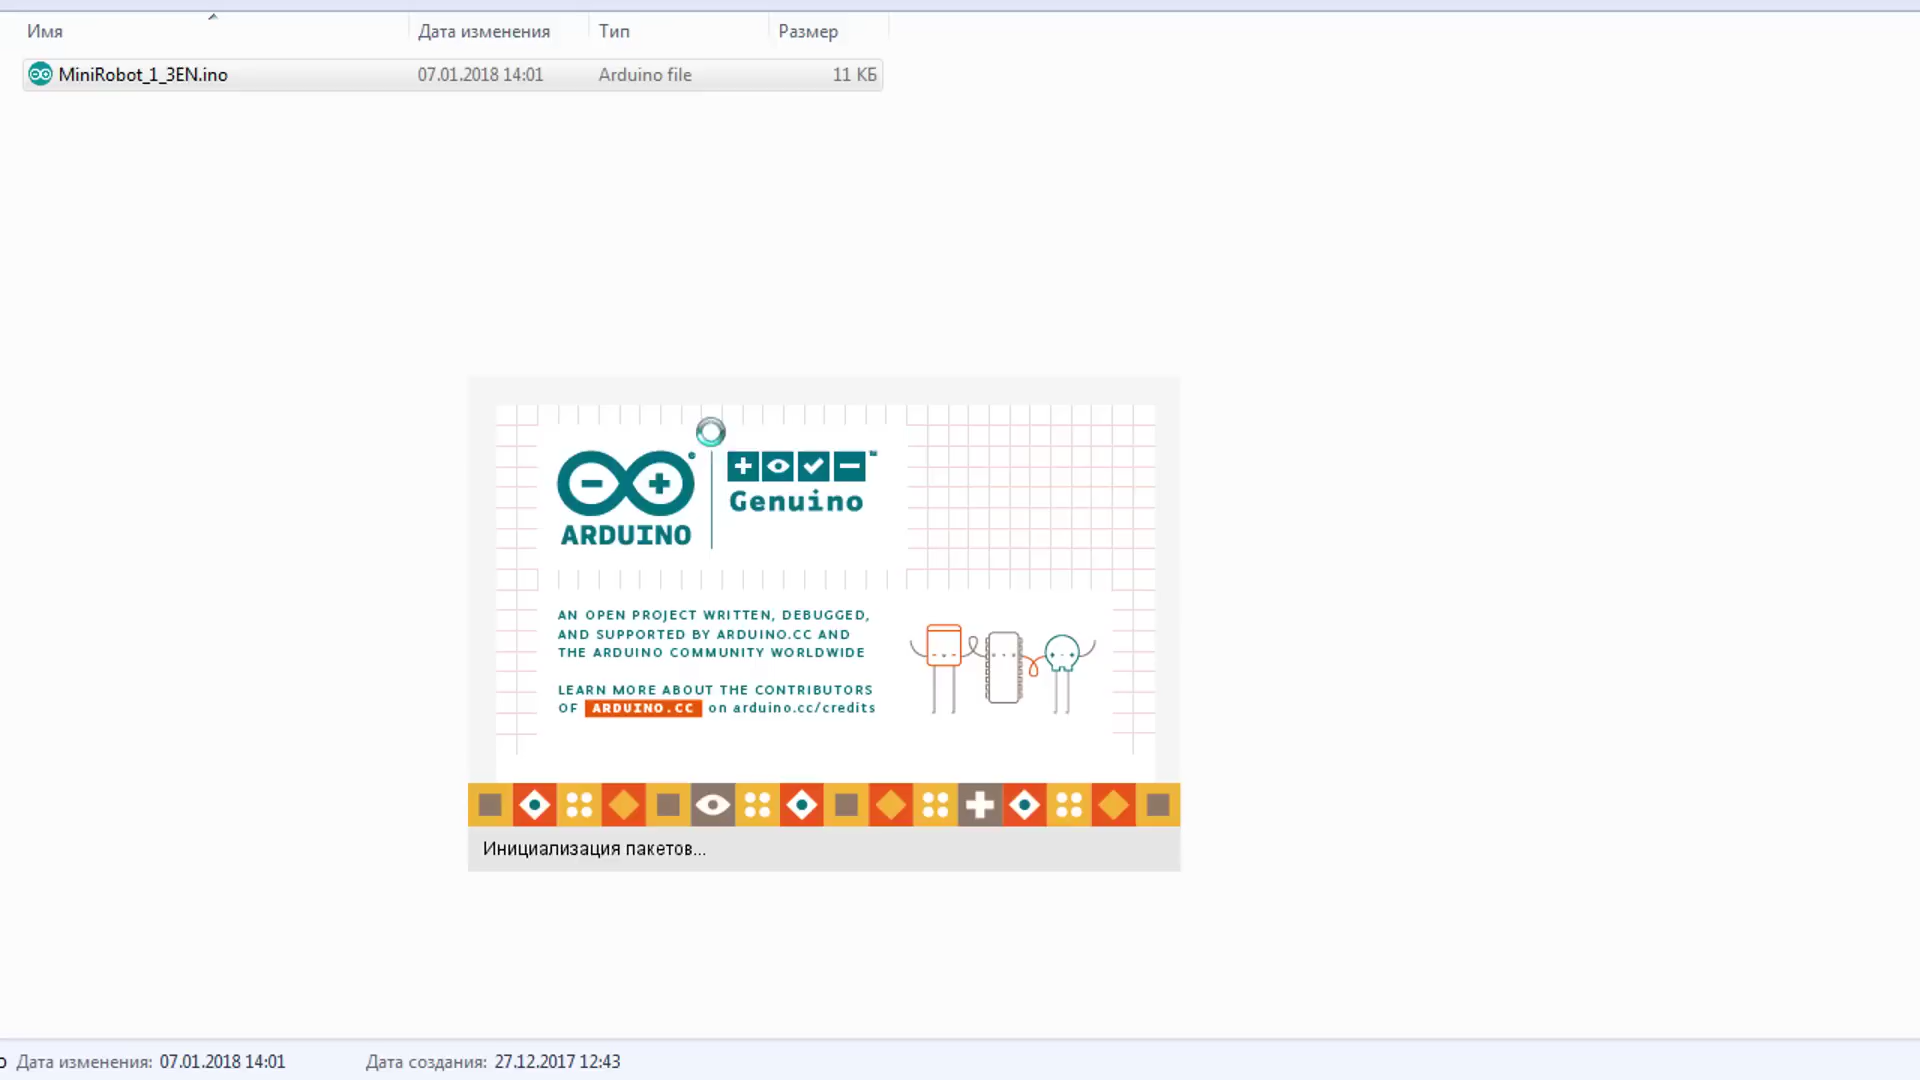 Имя Дата изменения Тип Размер
MiniRobot_1_3EN.ino 07.01.2018 14:01 Arduino file 11 КБ
ARDUINO
Genuino
AN OPEN PROJECT WRITTEN, DEBUGGED,
AND SUPPORTED BY ARDUINO.CC AND
THE ARDUINO COMMUNITY WORLDWIDE
LEARN MORE ABOUT THE CONTRIBUTORS
OF ARDUINO.CC on arduino.cc/credits
Инициализация пакетов...
Дата изменения: 07.01.2018 14:01 Дата создания: 27.12.2017 12:43